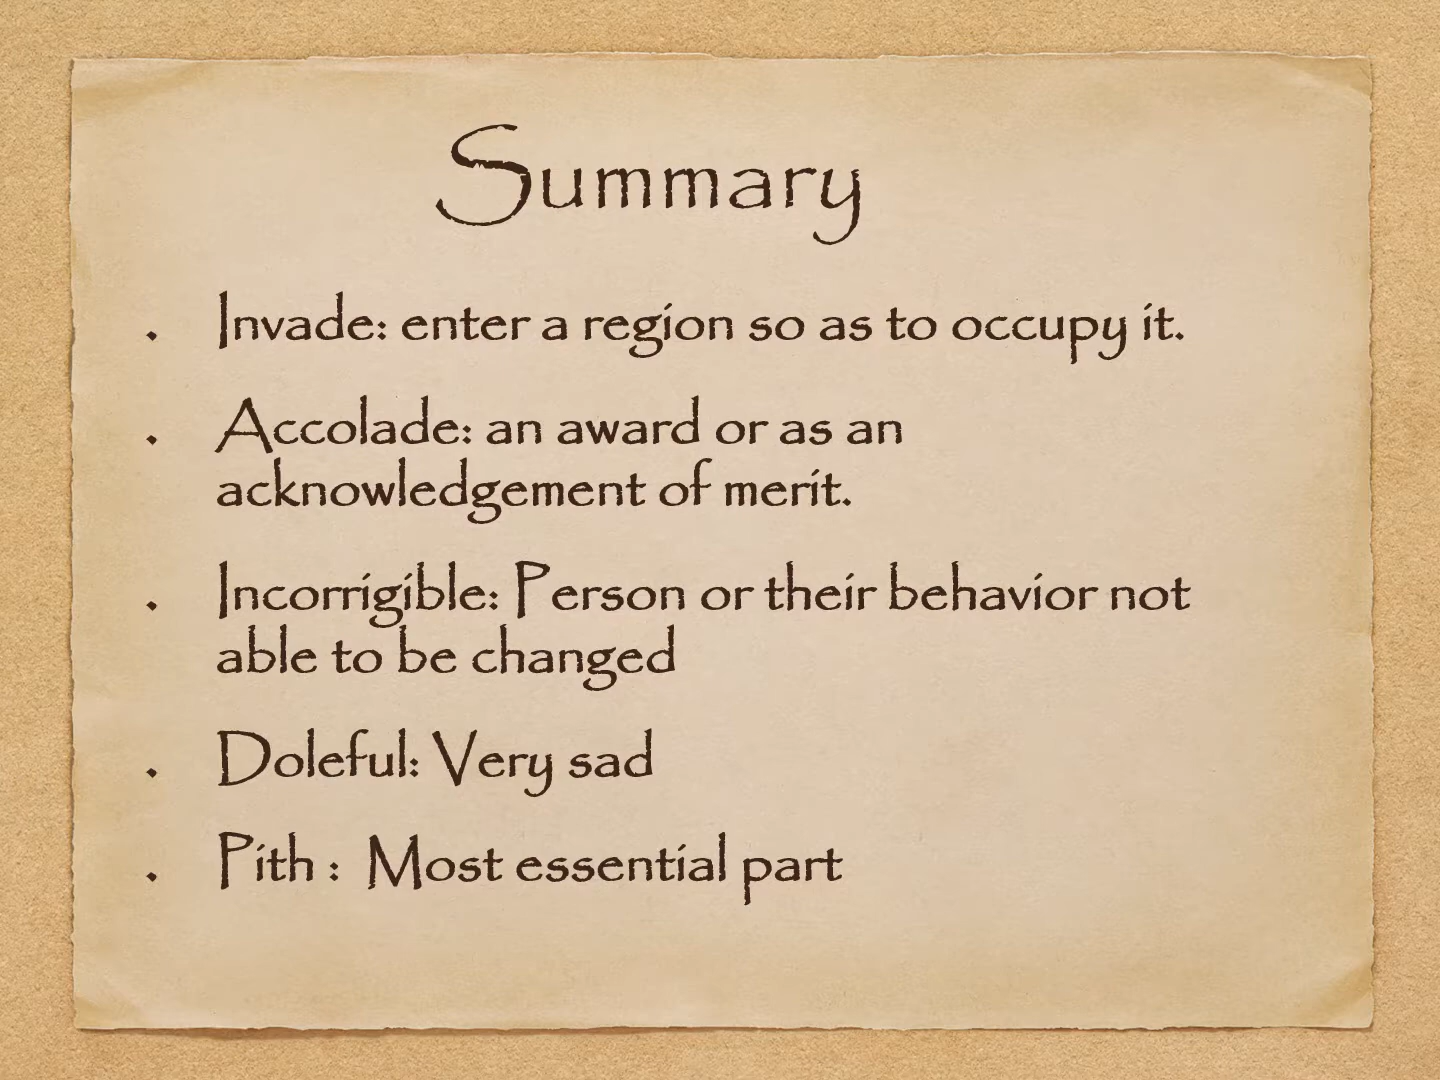 Summary
• Invade: enter a region so as to occupy it.
• Accolade: an award or as an
acknowledgement of merit.
• Incorrigible: Person or their behavior not
able to be changed
• Doleful: Very sad
• Pith :  Most essential part